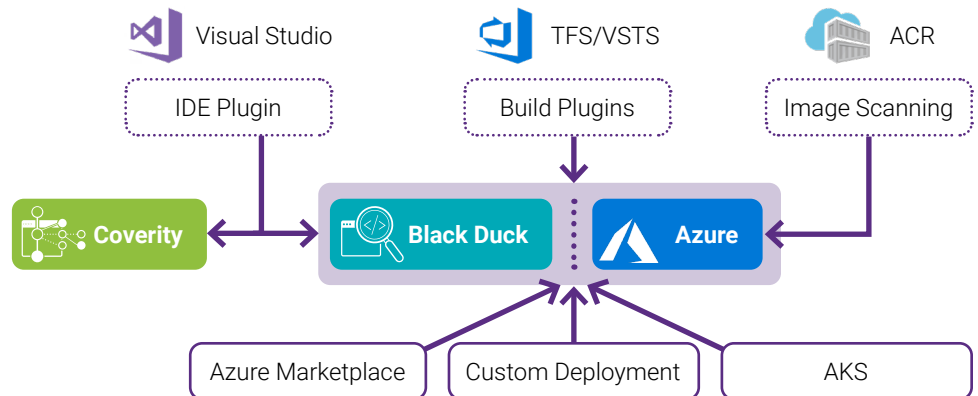 Visual Studio
TFS/VSTS
ACR
IDE Plugin
Build Plugins
Image Scanning
Coverity
Black Duck
Azure
Azure Marketplace
Custom Deployment
AKS